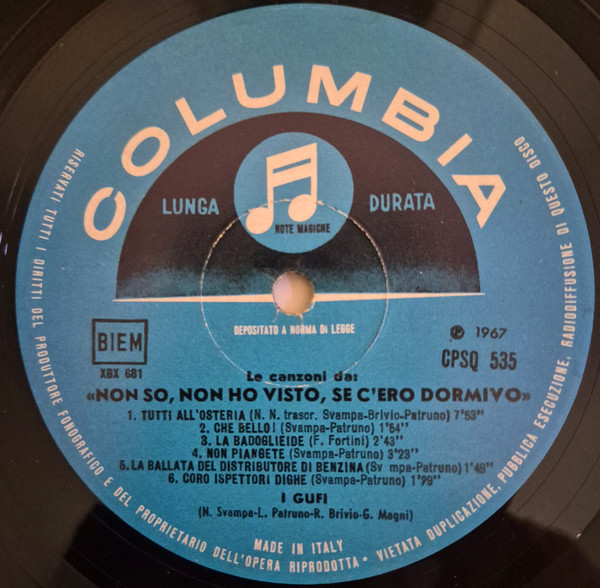 COLUMBIA
LUNGA DURATA
NOTE MAGICHE
DEPOSITATO A NORMA DI LEGGE
BIEM
XBX 681
℗ 1967
CPSQ 535
Le canzoni da:
«NON SO, NON HO VISTO, SE C'ERO DORMIVO»
1. TUTTI ALL'OSTERIA (N. N. trascr. Svampa-Brivio-Patruno) 7'53"
2. CHE BELLO! (Svampa-Patruno) 1'54"
3. LA BADOGLIEIDE (F. Fortini) 2'43"
4. NON PIANGETE (Svampa-Patruno) 3'23"
5. LA BALLATA DEL DISTRIBUTORE DI BENZINA (Sv mpa-Patruno) 1'49"
6. CORO ISPETTORI DIGHE (Svampa-Patruno) 1'29"
I GUFI
(N. Svampa-L. Patruno-R. Brivio-G. Magni)
MADE IN ITALY
RISERVATI TUTTI I DIRITTI DEL PRODUTTORE FONOGRAFICO E DEL PROPRIETARIO DELL'OPERA RIPRODOTTA • VIETATA DUPLICAZIONE, PUBBLICA ESECUZIONE, RADIODIFFUSIONE DI QUESTO DISCO